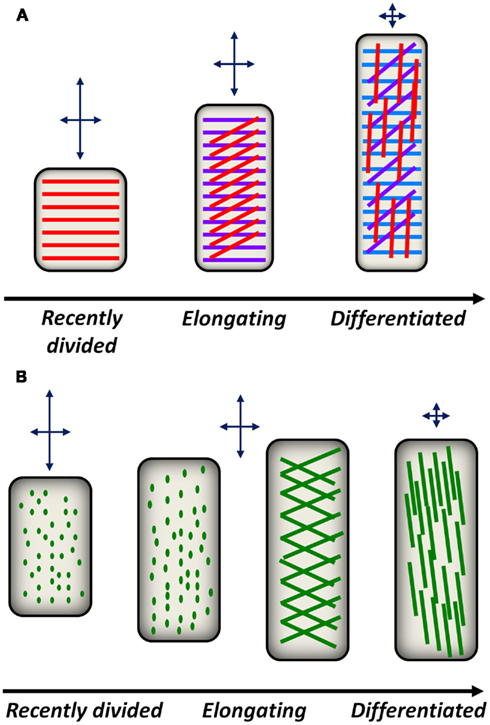 A
Recently Elongating Differentiated
divided
B
Recently divided Elongating Differentiated